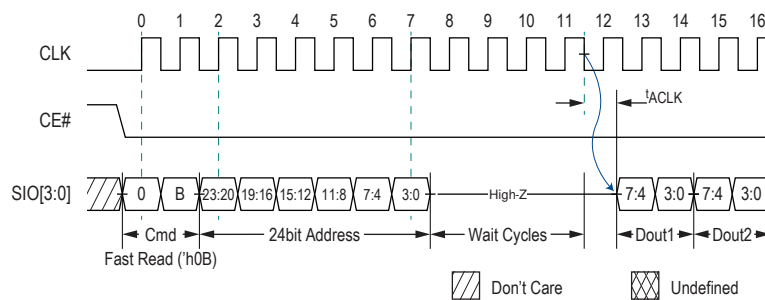 0 1 2 3 4 5 6 7 8 9 10 11 12 13 14 15 16
CLK
tACLK
CE#
SIO[3:0] 0 B 23:20 19:16 15:12 11:8 7:4 3:0 High-Z 7:4 3:0 7:4 3:0
Cmd 24bit Address Wait Cycles Dout1 Dout2
Fast Read ('h0B)
Don't Care Undefined